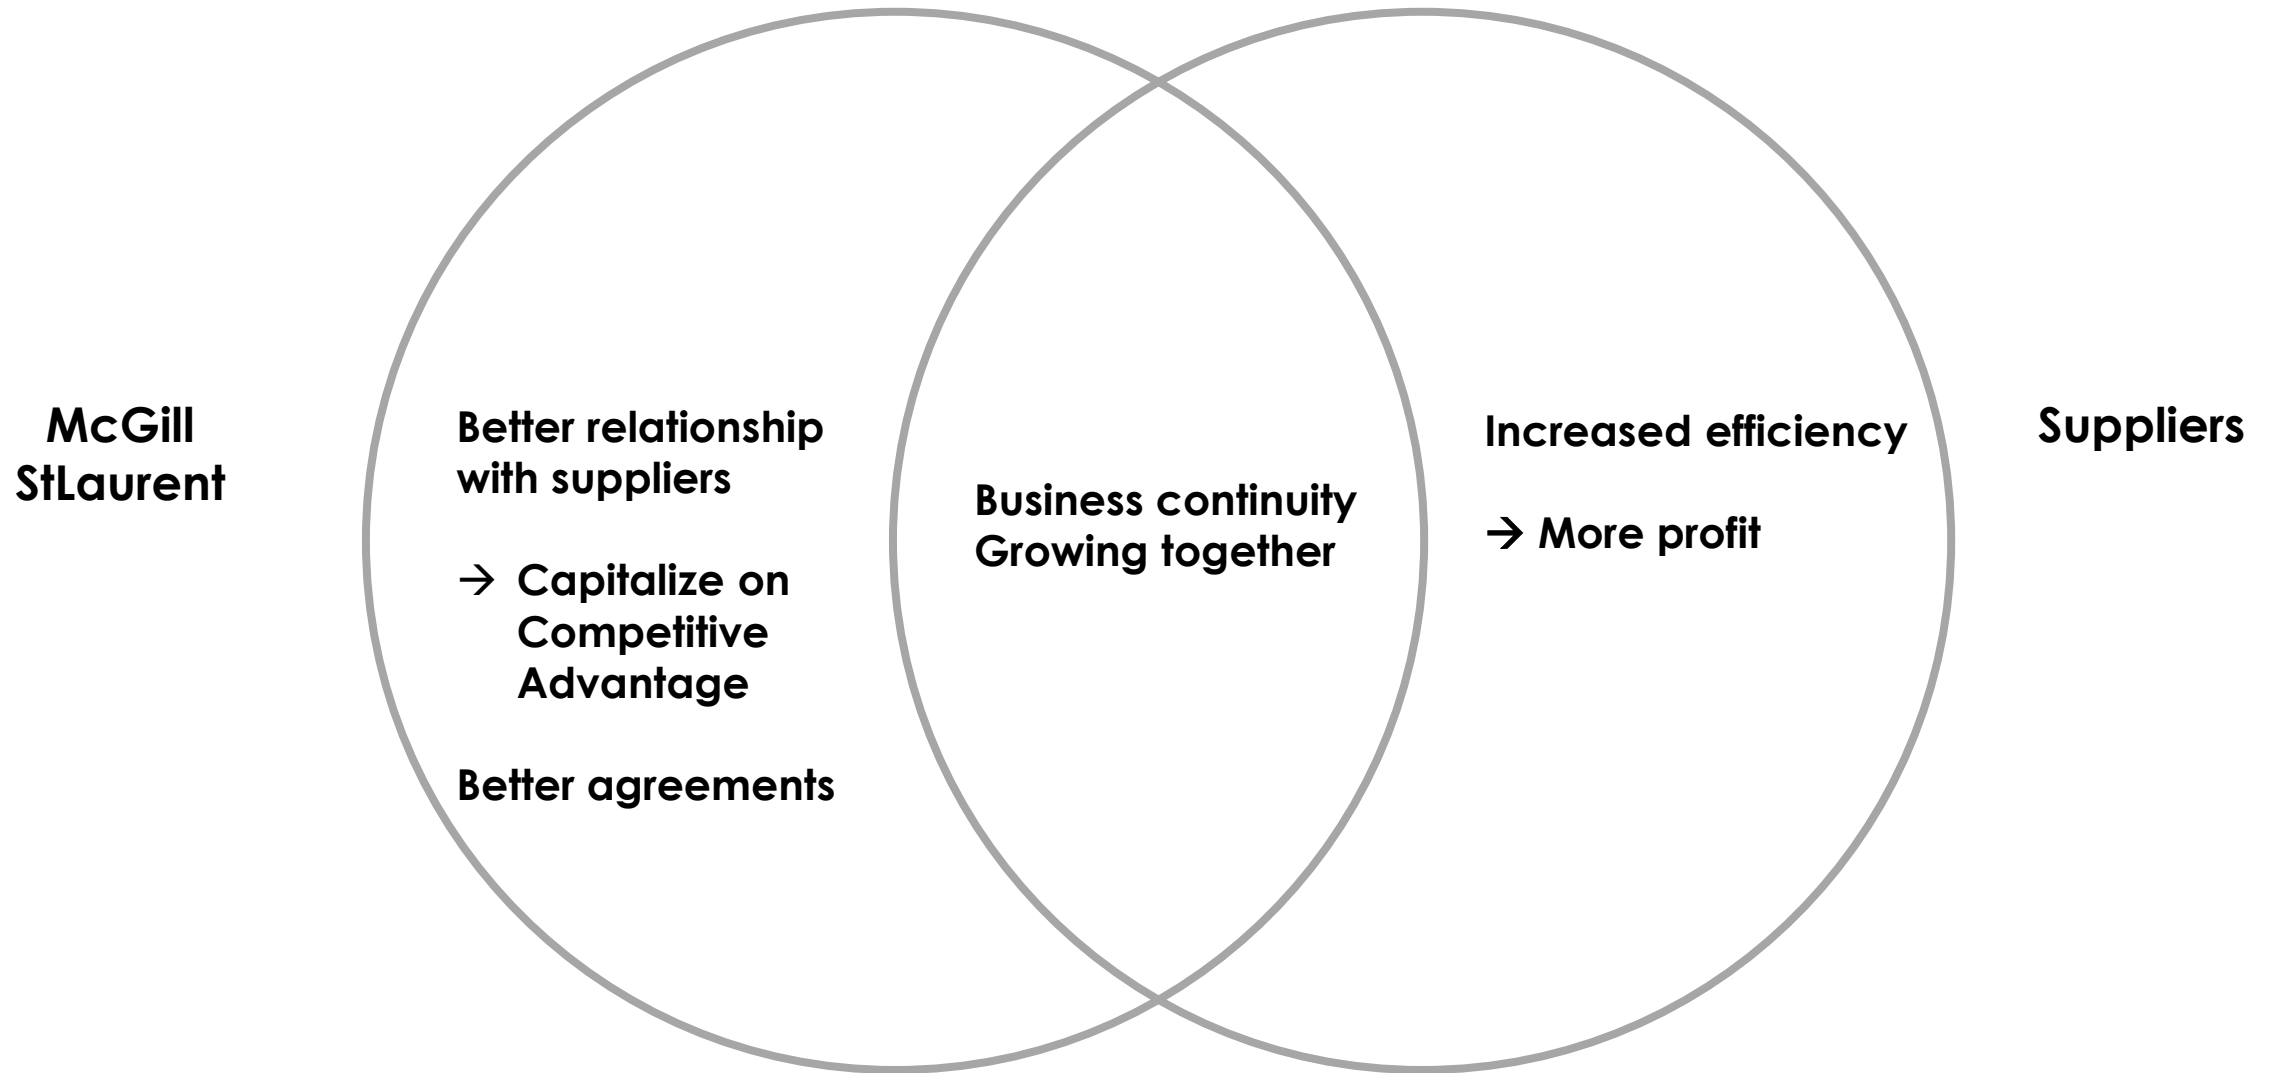 McGill
StLaurent
Better relationship
with suppliers
→ Capitalize on
Competitive
Advantage
Better agreements
Business continuity
Growing together
Increased efficiency
→ More profit
Suppliers